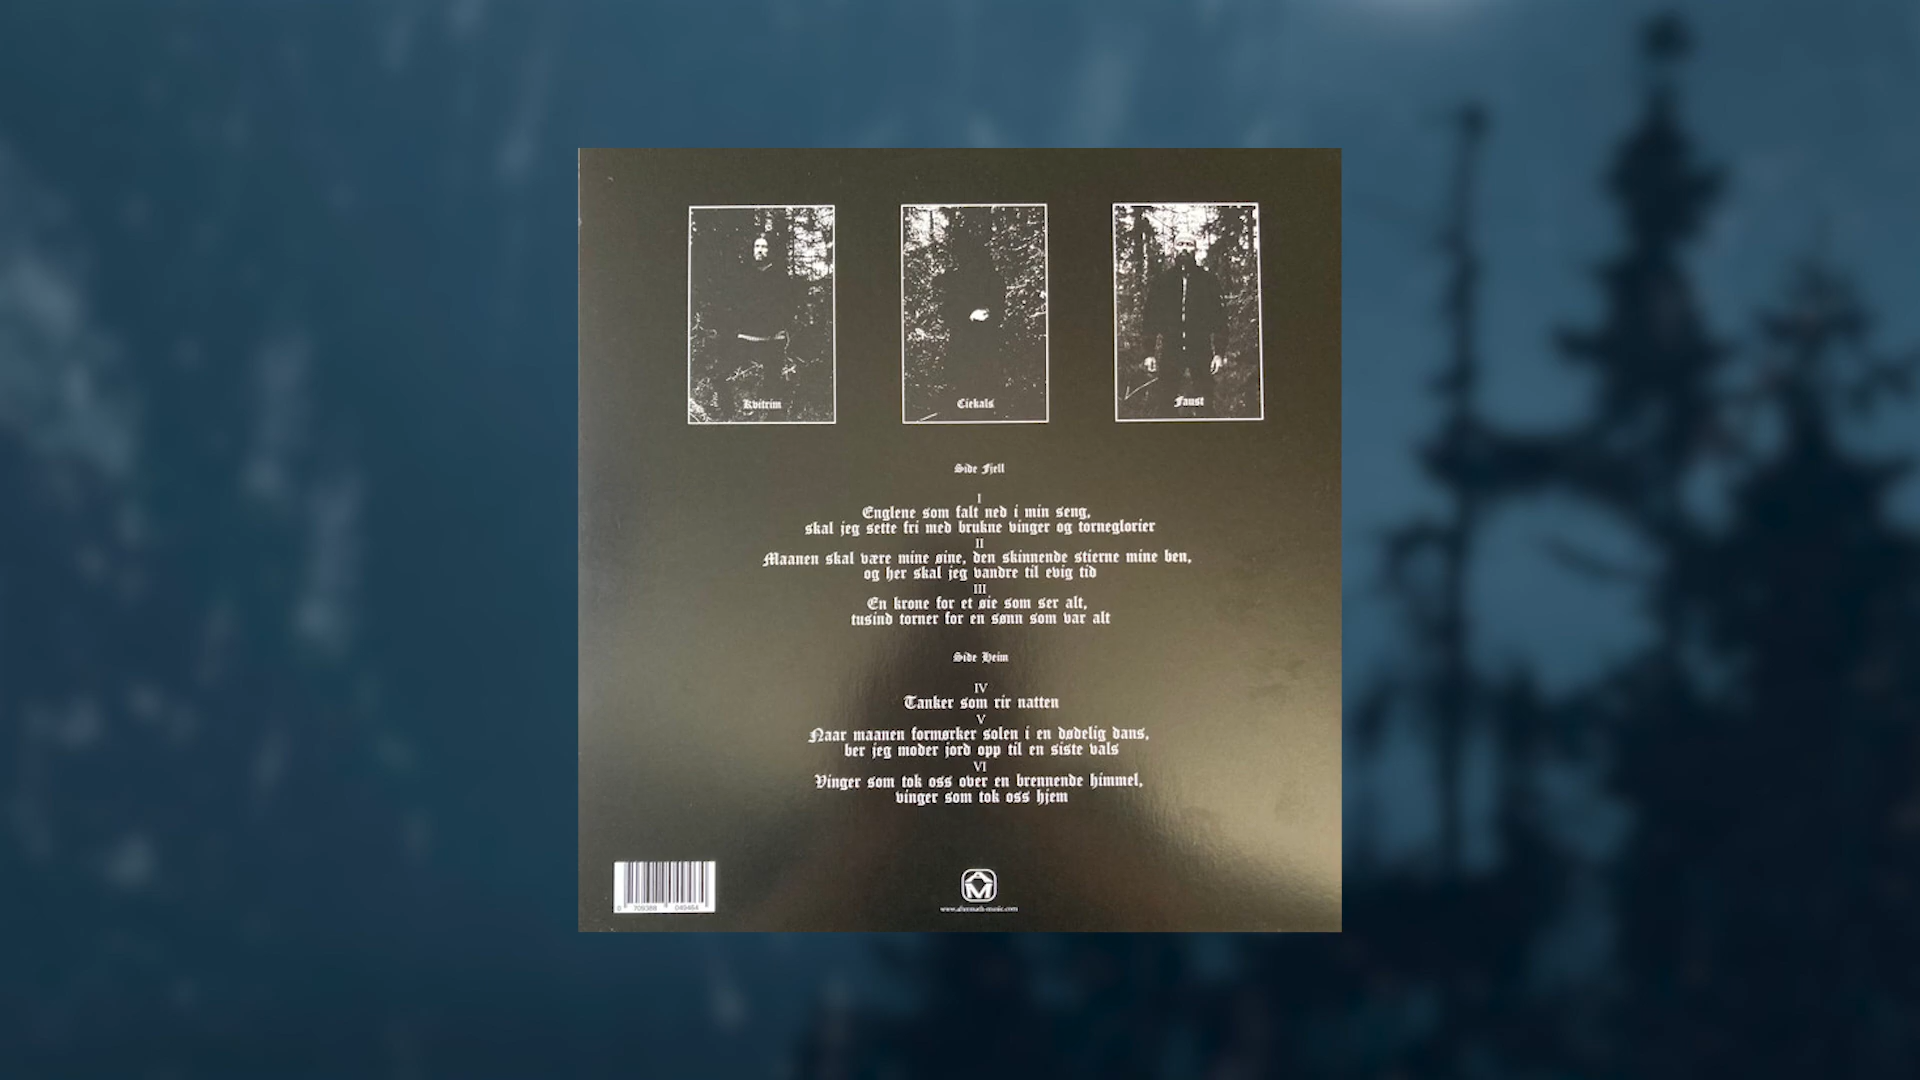 Kvitrim
Ciekals
Faust
Side Fjell
I
Englene som falt ned i min seng,
skal jeg sette fri med brukne vinger og torneglorier
II
Maanen skal være mine øine, den skinnende stierne mine ben,
og her skal jeg vandre til evig tid
III
En krone for et øie som ser alt,
tusind torner for en sønn som var alt
Side Heim
IV
Tanker som rir natten
V
Naar maanen formørker solen i en dødelig dans,
ber jeg moder jord opp til en siste vals
VI
Vinger som tok oss over en brennende himmel,
vinger som tok oss hjem
www.aftermath-music.com